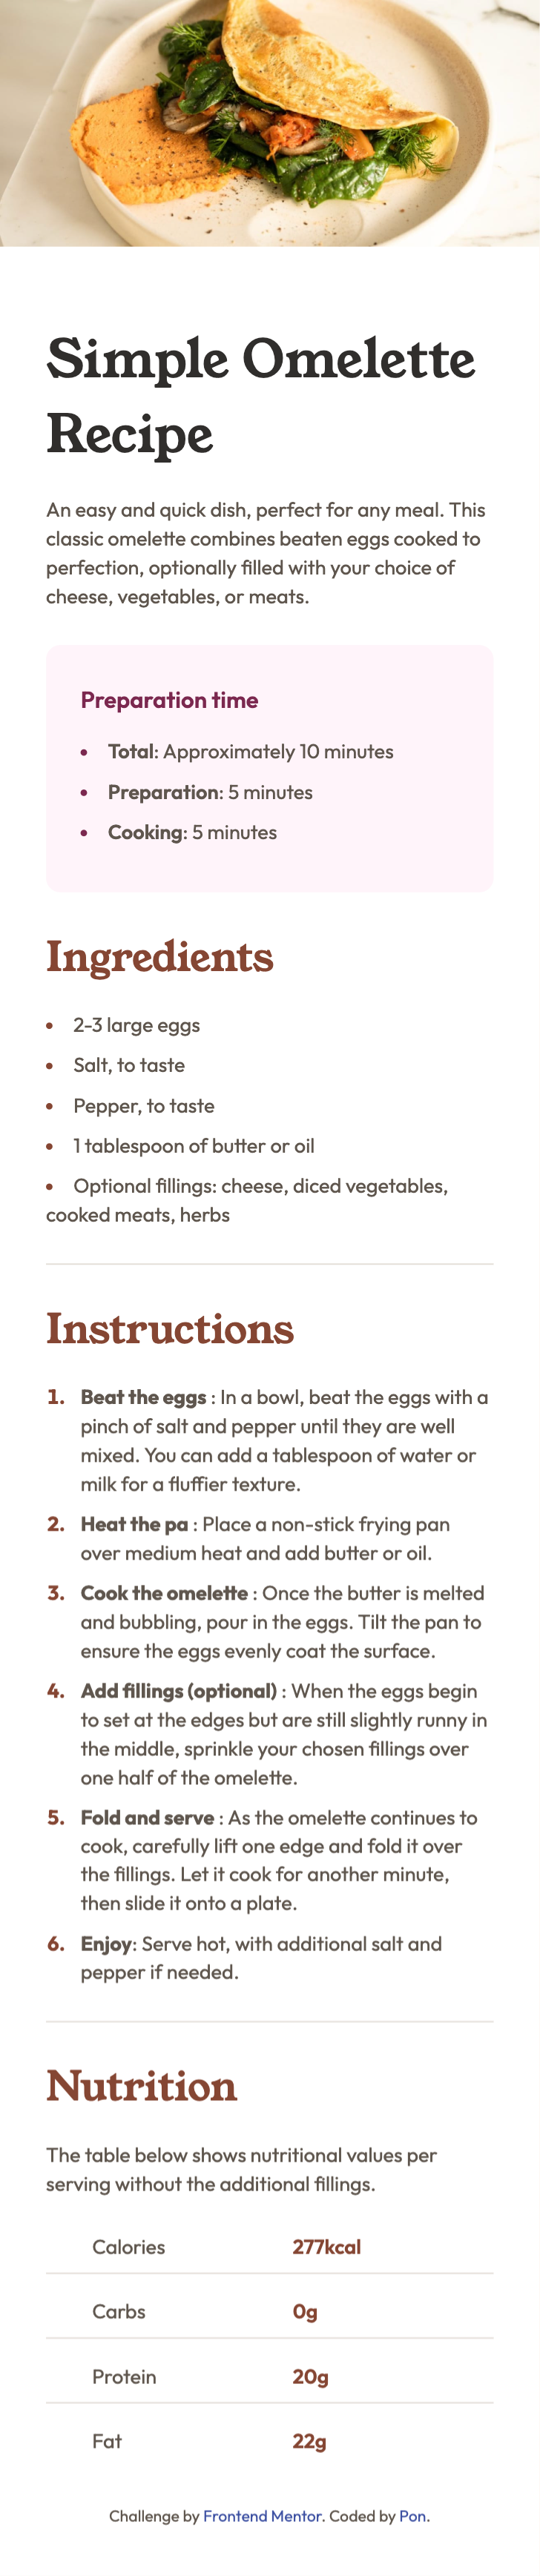 Simple Omelette
Recipe
An easy and quick dish, perfect for any meal. This
classic omelette combines beaten eggs cooked to
perfection, optionally filled with your choice of
cheese, vegetables, or meats.
Preparation time
• Total: Approximately 10 minutes
• Preparation: 5 minutes
• Cooking: 5 minutes
Ingredients
• 2-3 large eggs
• Salt, to taste
• Pepper, to taste
• 1 tablespoon of butter or oil
• Optional fillings: cheese, diced vegetables,
cooked meats, herbs
Instructions
1. Beat the eggs : In a bowl, beat the eggs with a
pinch of salt and pepper until they are well
mixed. You can add a tablespoon of water or
milk for a fluffier texture.
2. Heat the pa : Place a non-stick frying pan
over medium heat and add butter or oil.
3. Cook the omelette : Once the butter is melted
and bubbling, pour in the eggs. Tilt the pan to
ensure the eggs evenly coat the surface.
4. Add fillings (optional) : When the eggs begin
to set at the edges but are still slightly runny in
the middle, sprinkle your chosen fillings over
one half of the omelette.
5. Fold and serve : As the omelette continues to
cook, carefully lift one edge and fold it over
the fillings. Let it cook for another minute,
then slide it onto a plate.
6. Enjoy: Serve hot, with additional salt and
pepper if needed.
Nutrition
The table below shows nutritional values per
serving without the additional fillings.
Calories 277kcal
Carbs 0g
Protein 20g
Fat 22g
Challenge by Frontend Mentor. Coded by Pon.